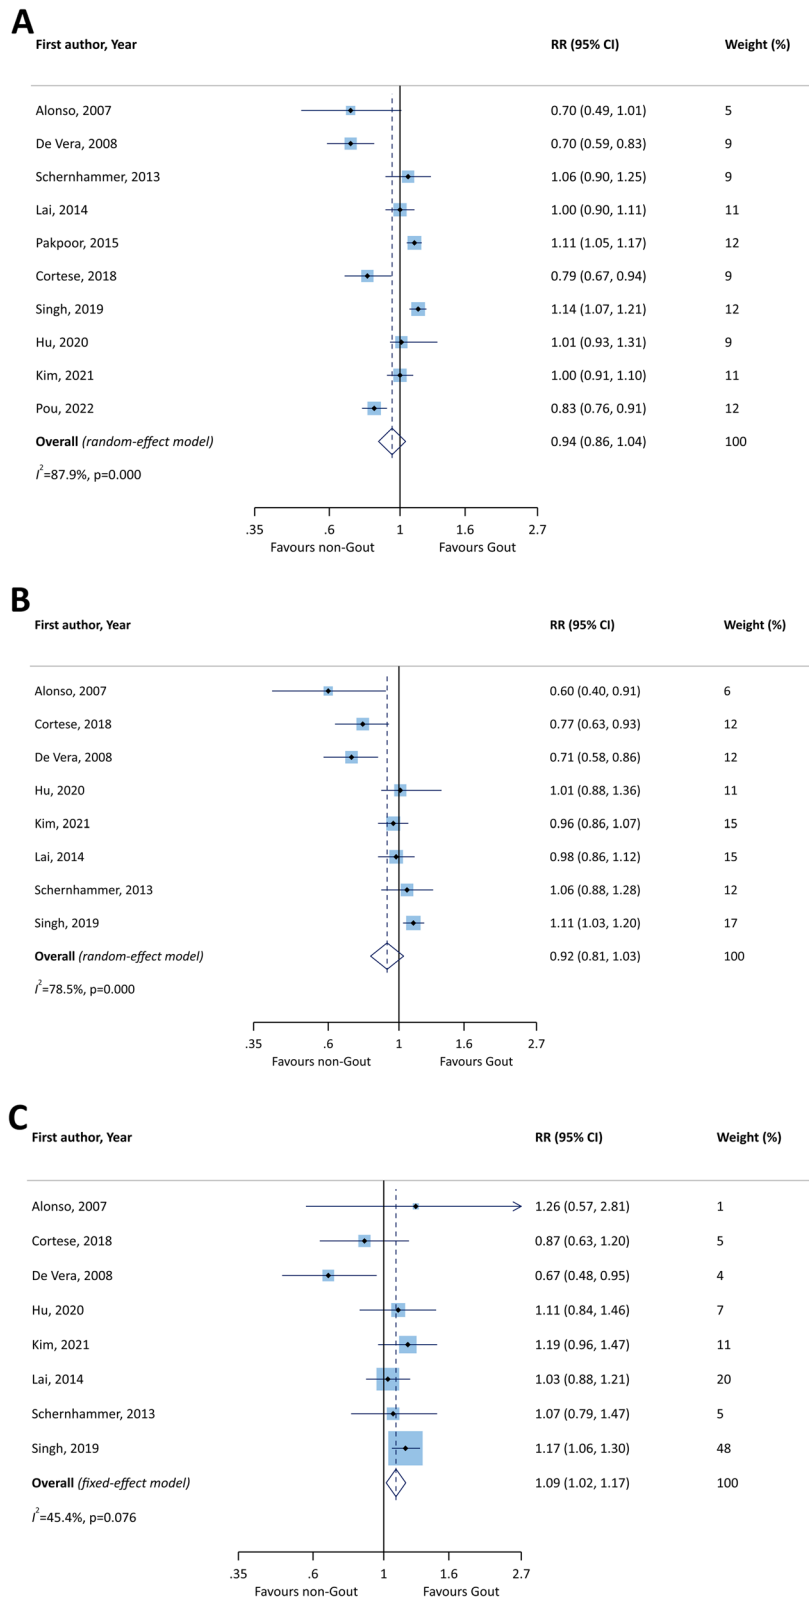 A
First author, Year RR (95% CI) Weight (%)
Alonso, 2007 0.70 (0.49, 1.01) 5
De Vera, 2008 0.70 (0.59, 0.83) 9
Schernhammer, 2013 1.06 (0.90, 1.25) 9
Lai, 2014 1.00 (0.90, 1.11) 11
Pakpoor, 2015 1.11 (1.05, 1.17) 12
Cortese, 2018 0.79 (0.67, 0.94) 9
Singh, 2019 1.14 (1.07, 1.21) 12
Hu, 2020 1.01 (0.93, 1.31) 9
Kim, 2021 1.00 (0.91, 1.10) 11
Pou, 2022 0.83 (0.76, 0.91) 12
Overall (random-effect model) 0.94 (0.86, 1.04) 100
I²=87.9%, p=0.000
.35 .6 1 1.6 2.7
Favours non-Gout Favours Gout
B
First author, Year RR (95% CI) Weight (%)
Alonso, 2007 0.60 (0.40, 0.91) 6
Cortese, 2018 0.77 (0.63, 0.93) 12
De Vera, 2008 0.71 (0.58, 0.86) 12
Hu, 2020 1.01 (0.88, 1.36) 11
Kim, 2021 0.96 (0.86, 1.07) 15
Lai, 2014 0.98 (0.86, 1.12) 15
Schernhammer, 2013 1.06 (0.88, 1.28) 12
Singh, 2019 1.11 (1.03, 1.20) 17
Overall (random-effect model) 0.92 (0.81, 1.03) 100
I²=78.5%, p=0.000
.35 .6 1 1.6 2.7
Favours non-Gout Favours Gout
C
First author, Year RR (95% CI) Weight (%)
Alonso, 2007 1.26 (0.57, 2.81) 1
Cortese, 2018 0.87 (0.63, 1.20) 5
De Vera, 2008 0.67 (0.48, 0.95) 4
Hu, 2020 1.11 (0.84, 1.46) 7
Kim, 2021 1.19 (0.96, 1.47) 11
Lai, 2014 1.03 (0.88, 1.21) 20
Schernhammer, 2013 1.07 (0.79, 1.47) 5
Singh, 2019 1.17 (1.06, 1.30) 48
Overall (fixed-effect model) 1.09 (1.02, 1.17) 100
I²=45.4%, p=0.076
.35 .6 1 1.6 2.7
Favours non-Gout Favours Gout